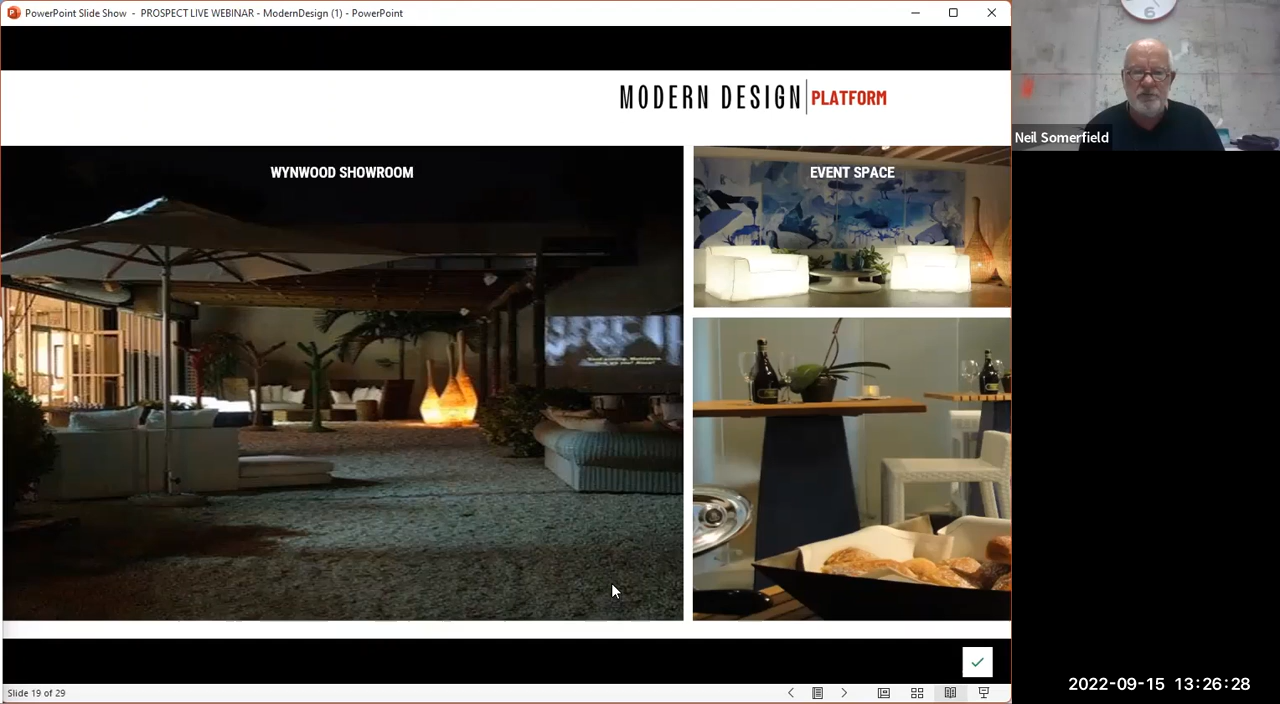 PowerPoint Slide Show - PROSPECT LIVE WEBINAR - ModernDesign (1) - PowerPoint
MODERN DESIGN PLATFORM
WYNWOOD SHOWROOM
EVENT SPACE
Neil Somerfield
6
Slide 19 of 29
2022-09-15 13:26:28